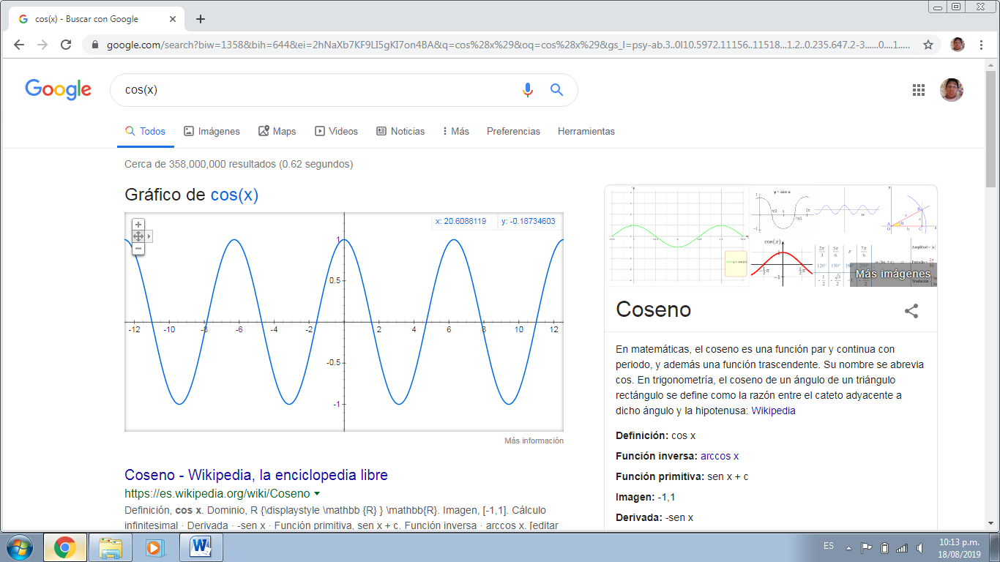 cos(x) - Buscar con Google
google.com/search?biw=1358&bih=644&ei=2hNaXb7KF9LI5gKI7on4BA&q=cos%28x%29&oq=cos%28x%29&gs_l=psy-ab.3..0l10.5972.11156..11518...1.2..0.235.647.2-3......0....1.....
Google
cos(x)
Todos Imágenes Maps Videos Noticias Más Preferencias Herramientas
Cerca de 358,000,000 resultados (0.62 segundos)
Gráfico de cos(x)
x: 20.6088119 y: -0.18734603
1
0.5
-12 -10 -8 -6 -4 -2 2 4 6 8 10 12
-0.5
-1
Más información
Coseno - Wikipedia, la enciclopedia libre
https://es.wikipedia.org/wiki/Coseno
Definición, cos x. Dominio, R {\displaystyle \mathbb {R} } \mathbb{R}. Imagen, [-1,1]. Cálculo
infinitesimal · Derivada · -sen x · Función primitiva, sen x + c. Función inversa · arccos x. [editar
y = cos x
cos(x)
120° 150° 180°
Amplitud = |a|
Periodo =
Más imágenes
Coseno
En matemáticas, el coseno es una función par y continua con
periodo, y además una función trascendente. Su nombre se abrevia
cos. En trigonometría, el coseno de un ángulo de un triángulo
rectángulo se define como la razón entre el cateto adyacente a
dicho ángulo y la hipotenusa: Wikipedia
Definición: cos x
Función inversa: arccos x
Función primitiva: sen x + c
Imagen: -1,1
Derivada: -sen x
ES
10:13 p.m.
18/08/2019